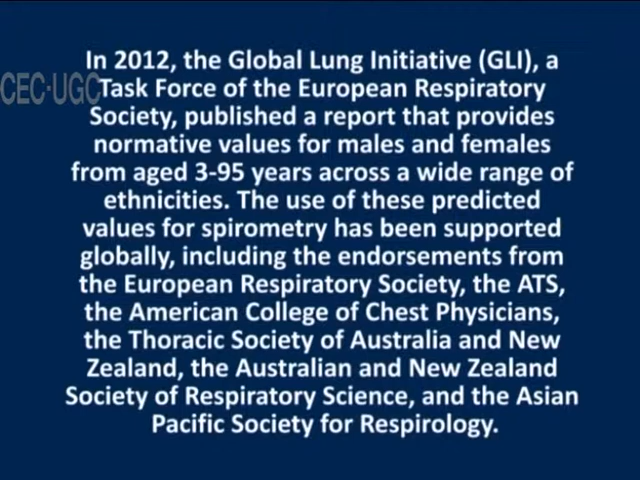 In 2012, the Global Lung Initiative (GLI), a
CEC-UGC
Task Force of the European Respiratory
Society, published a report that provides
normative values for males and females
from aged 3-95 years across a wide range of
ethnicities. The use of these predicted
values for spirometry has been supported
globally, including the endorsements from
the European Respiratory Society, the ATS,
the American College of Chest Physicians,
the Thoracic Society of Australia and New
Zealand, the Australian and New Zealand
Society of Respiratory Science, and the Asian
Pacific Society for Respirology.